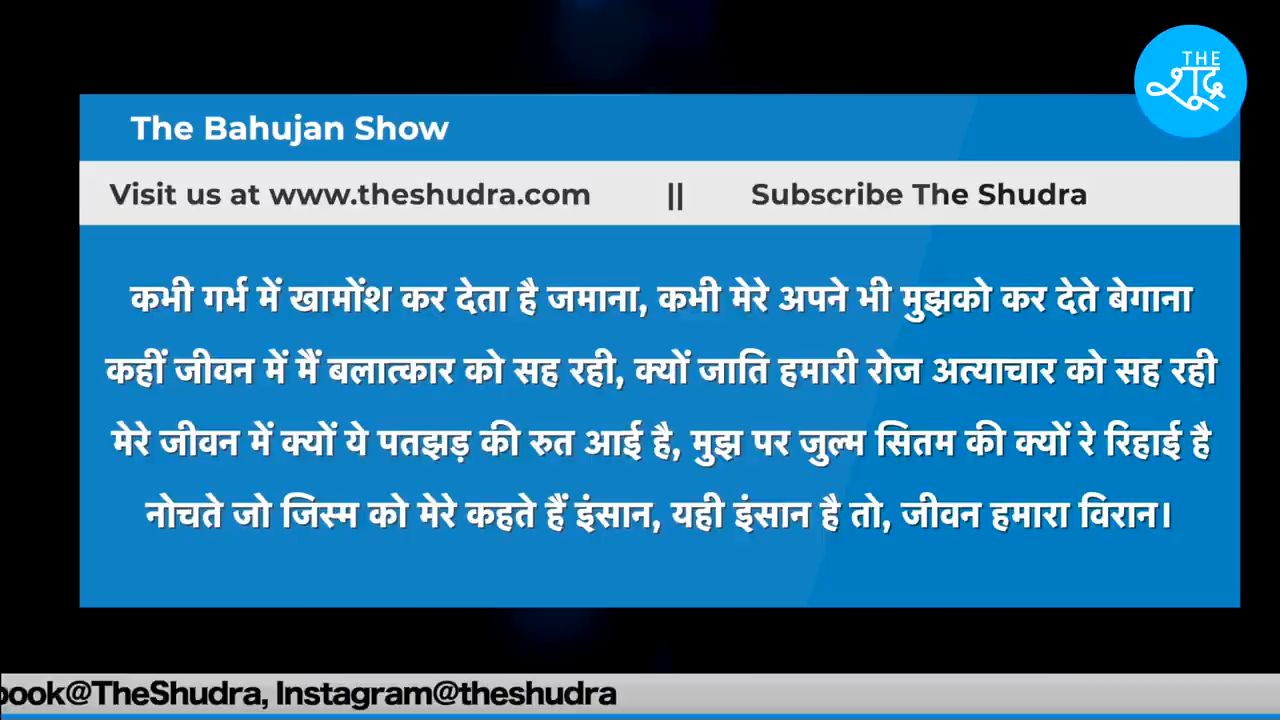 THE
शूद्र
The Bahujan Show
Visit us at www.theshudra.com || Subscribe The Shudra
कभी गर्भ में खामोंश कर देता है जमाना, कभी मेरे अपने भी मुझको कर देते बेगाना
कहीं जीवन में मैं बलात्कार को सह रही, क्यों जाति हमारी रोज अत्याचार को सह रही
मेरे जीवन में क्यों ये पतझड़ की रुत आई है, मुझ पर जुल्म सितम की क्यों रे रिहाई है
नोचते जो जिस्म को मेरे कहते हैं इंसान, यही इंसान है तो, जीवन हमारा विरान।
book@TheShudra, Instagram@theshudra